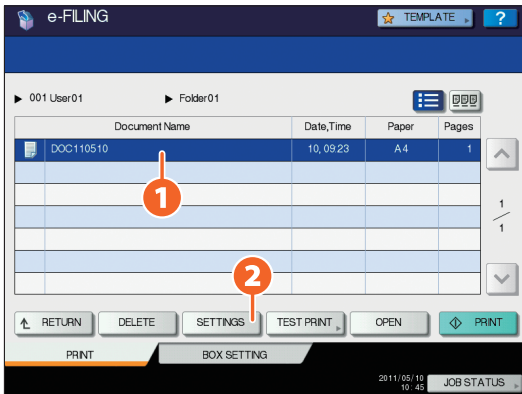 e-FILING
TEMPLATE
?
001 User01 Folder01
Document Name Date,Time Paper Pages
DOC110510 10, 09:23 A4 1
1
1
1
2
RETURN DELETE SETTINGS TEST PRINT OPEN PRINT
PRINT BOX SETTING
2011/05/10
10:45
JOB STATUS